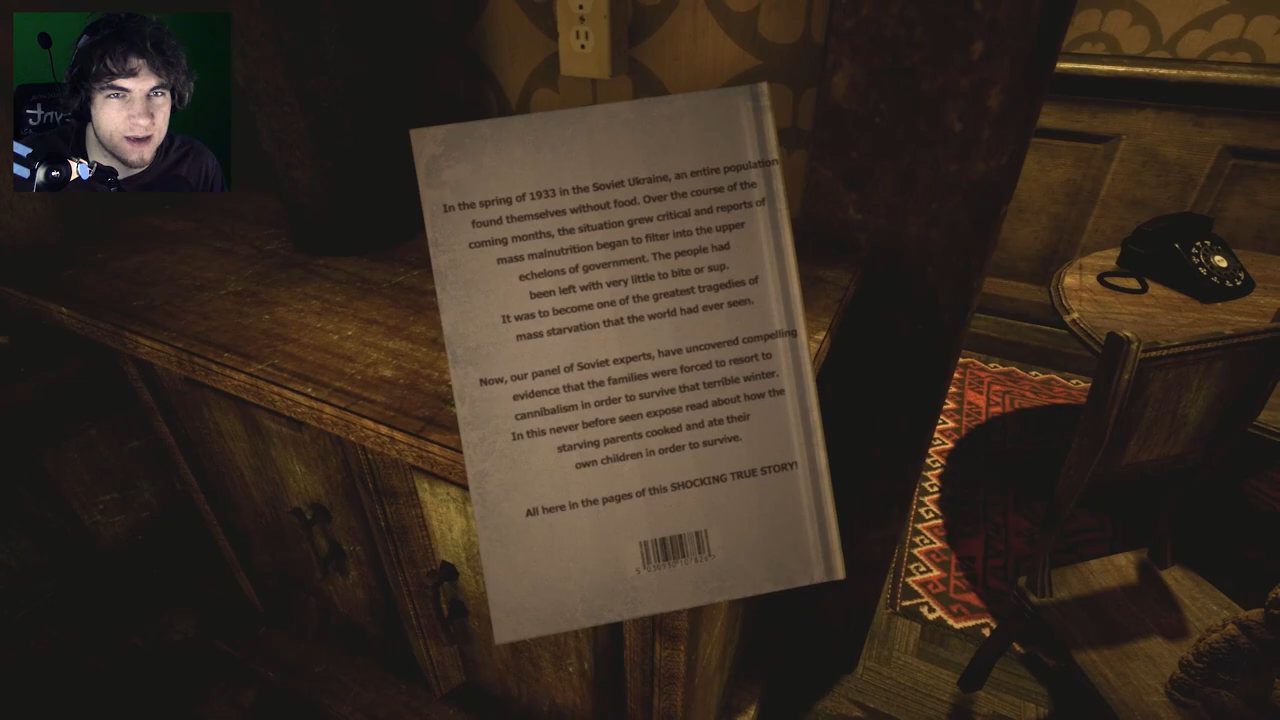 In the spring of 1933 in the Soviet Ukraine, an entire population
found themselves without food. Over the course of the
coming months, the situation grew critical and reports of
mass malnutrition began to filter into the upper
echelons of government. The people had
been left with very little to bite or sup.
It was to become one of the greatest tragedies of
mass starvation that the world had ever seen.
Now, our panel of Soviet experts, have uncovered compelling
evidence that the families were forced to resort to
cannibalism in order to survive that terrible winter.
In this never before seen expose read about how the
starving parents cooked and ate their
own children in order to survive.
All here in the pages of this SHOCKING TRUE STORY!